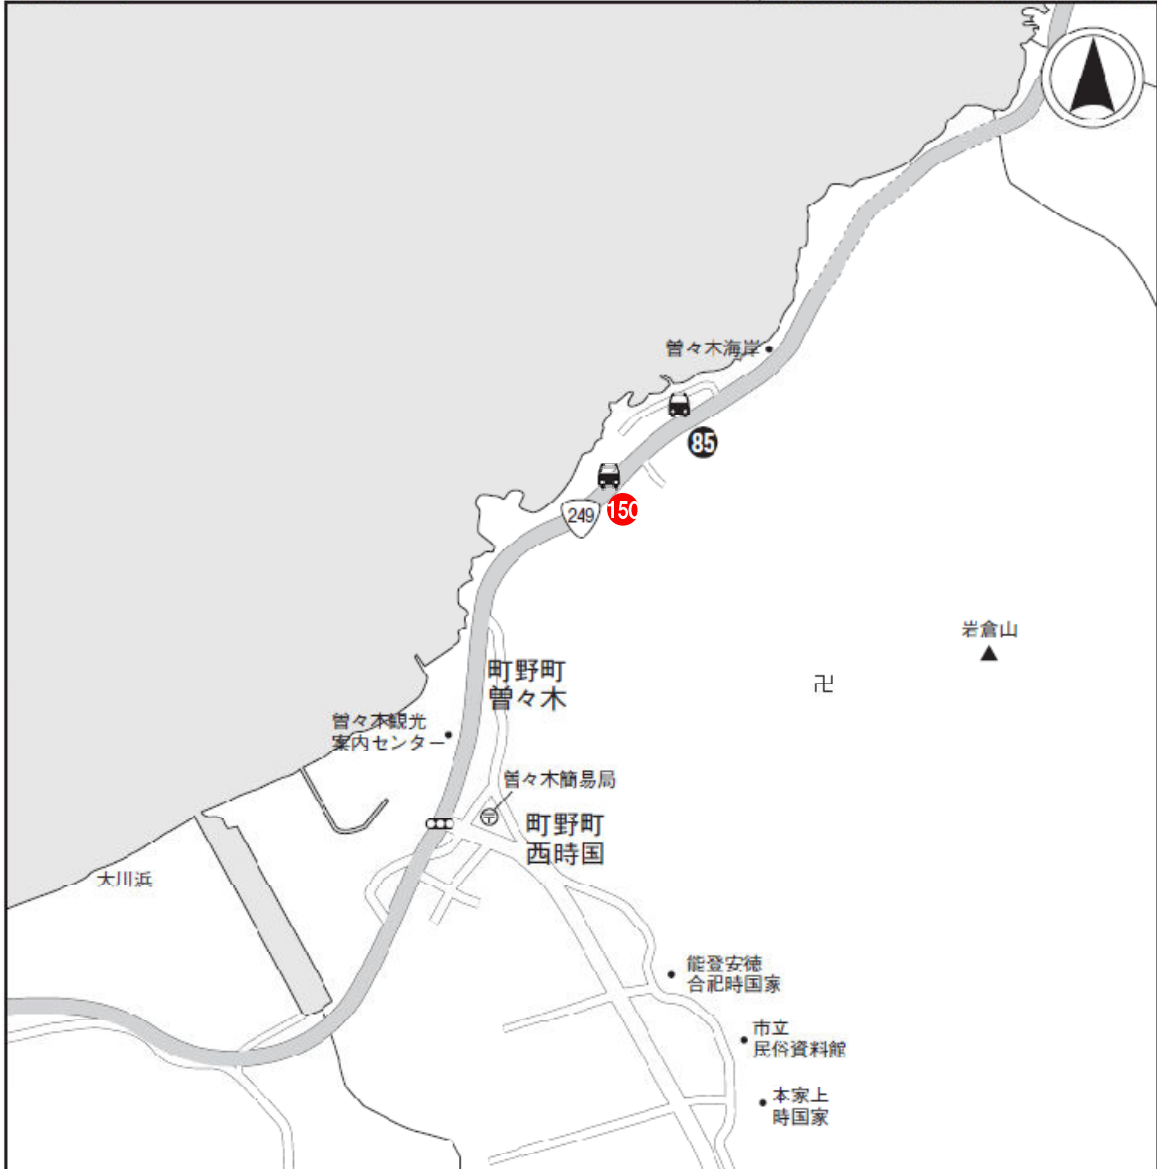 曽々木海岸
85
150
249
岩倉山
町野町
曽々木
曽々木観光
案内センター
曽々木簡易局
町野町
西時国
大川浜
能登安徳
合祀時国家
市立
民俗資料館
本家上
時国家